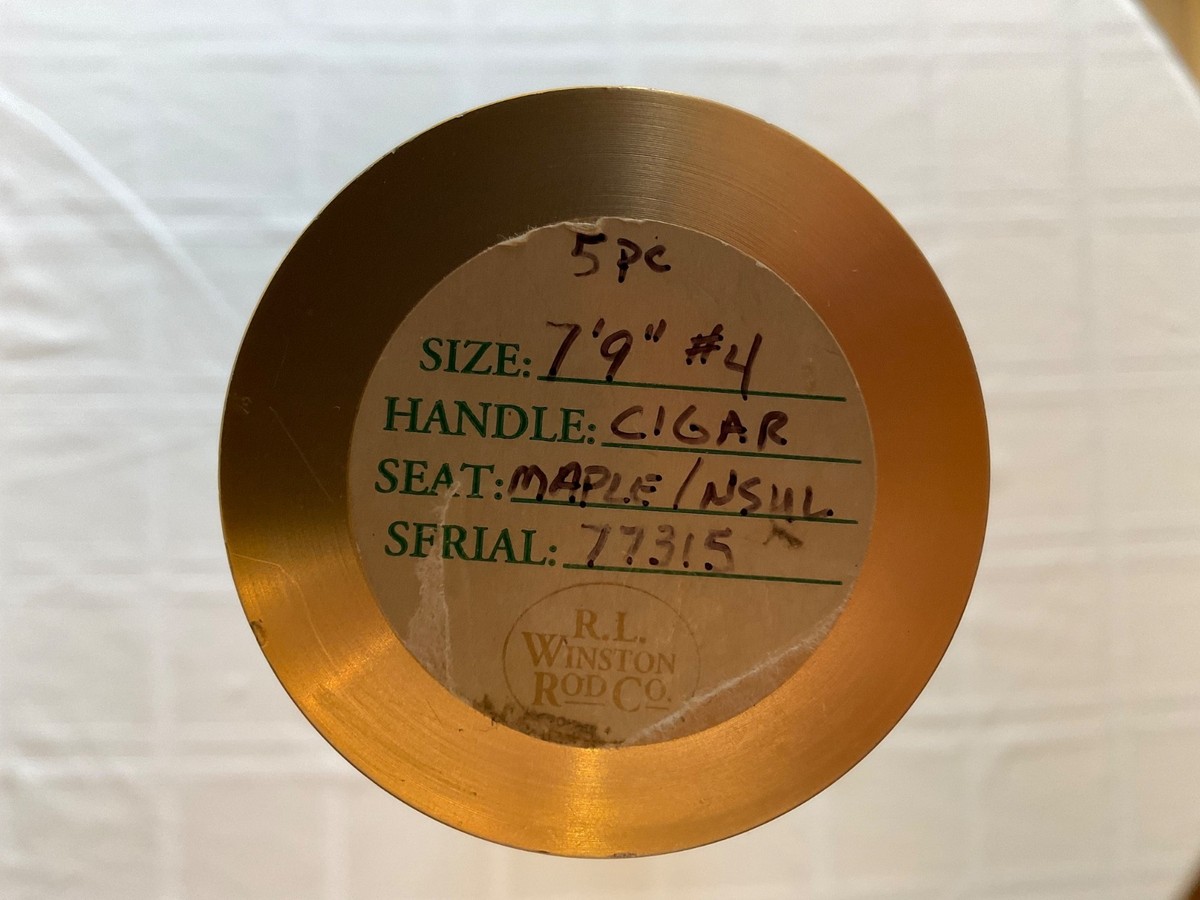 5pc
SIZE: 7'9" #4
HANDLE: CIGAR
SEAT: MAPLE/NSUL
SERIAL: 77315
R.L.
WINSTON
ROD CO.